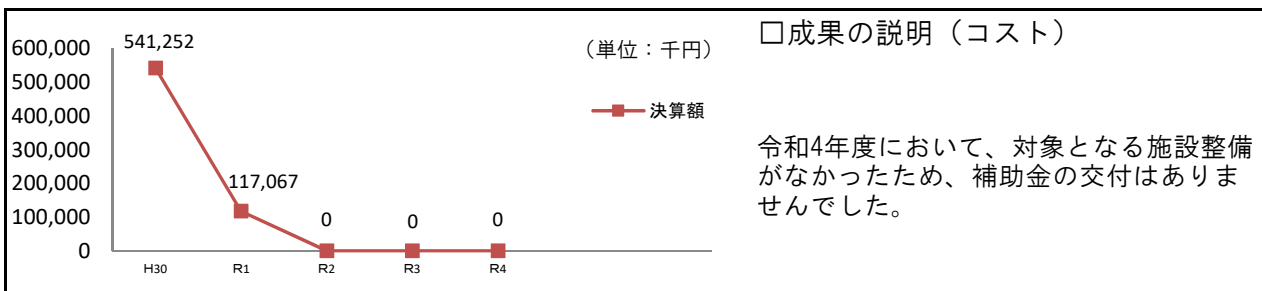 600,000
500,000
400,000
300,000
200,000
100,000
0
541,252
117,067
0
0
0
H30
R1
R2
R3
R4
（単位：千円）
決算額
□成果の説明（コスト）
令和4年度において、対象となる施設整備
がなかったため、補助金の交付はありま
せんでした。